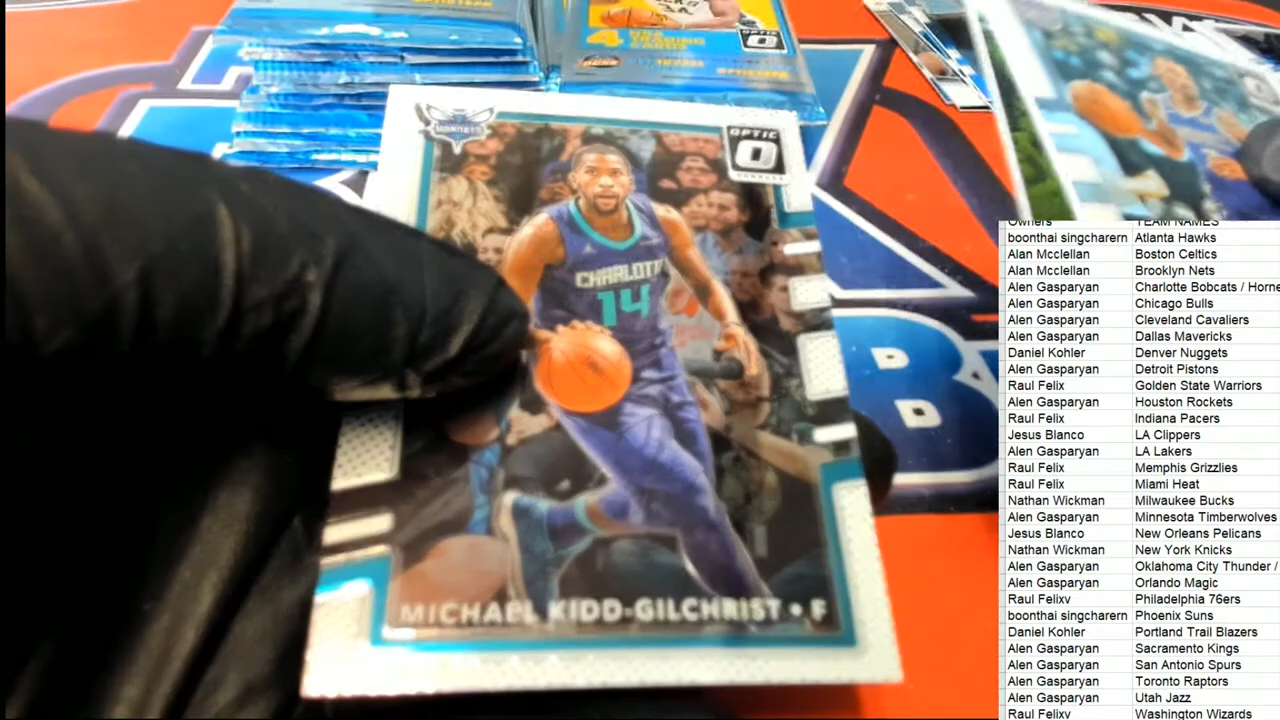 4 NBA
TRADING
CARDS
OPTIC
HORNETS
OPTIC
CHARLOTTE
14
MICHAEL KIDD-GILCHRIST • F
Owners TEAM NAMES
boonthai singcharern Atlanta Hawks
Alan Mcclellan Boston Celtics
Alan Mcclellan Brooklyn Nets
Alen Gasparyan Charlotte Bobcats / Horne
Alen Gasparyan Chicago Bulls
Alen Gasparyan Cleveland Cavaliers
Alen Gasparyan Dallas Mavericks
Daniel Kohler Denver Nuggets
Alen Gasparyan Detroit Pistons
Raul Felix Golden State Warriors
Alen Gasparyan Houston Rockets
Raul Felix Indiana Pacers
Jesus Blanco LA Clippers
Alen Gasparyan LA Lakers
Raul Felix Memphis Grizzlies
Raul Felix Miami Heat
Nathan Wickman Milwaukee Bucks
Alen Gasparyan Minnesota Timberwolves
Jesus Blanco New Orleans Pelicans
Nathan Wickman New York Knicks
Alen Gasparyan Oklahoma City Thunder /
Alen Gasparyan Orlando Magic
Raul Felixv Philadelphia 76ers
boonthai singcharern Phoenix Suns
Daniel Kohler Portland Trail Blazers
Alen Gasparyan Sacramento Kings
Alen Gasparyan San Antonio Spurs
Alen Gasparyan Toronto Raptors
Alen Gasparyan Utah Jazz
Raul Felixv Washington Wizards